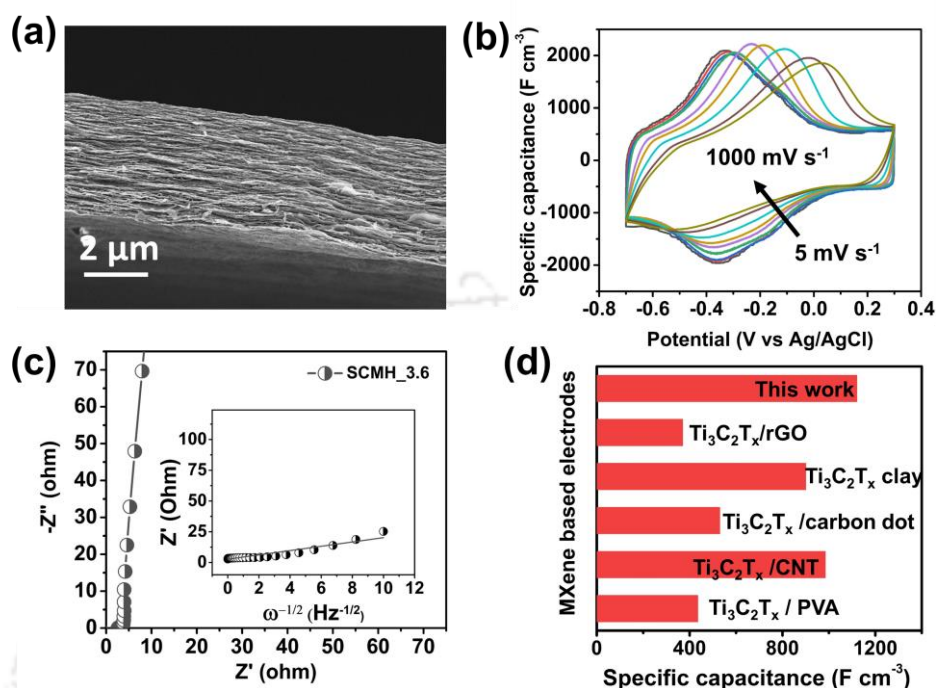 (a)
2 μm
(b)
Specific capacitance (F cm⁻³)
2000
1000
0
-1000
-2000
1000 mV s⁻¹
5 mV s⁻¹
-0.8 -0.6 -0.4 -0.2 0.0 0.2 0.4
Potential (V vs Ag/AgCl)
(c)
-Z'' (ohm)
70
60
50
40
30
20
10
0
SCMH_3.6
Z' (Ohm)
100
75
50
25
0
0 2 4 6 8 10 12
ω⁻¹/² (Hz⁻¹/²)
0 10 20 30 40 50 60 70
Z' (ohm)
(d)
MXene based electrodes
This work
Ti₃C₂Tₓ/rGO
Ti₃C₂Tₓ clay
Ti₃C₂Tₓ /carbon dot
Ti₃C₂Tₓ /CNT
Ti₃C₂Tₓ / PVA
0 400 800 1200
Specific capacitance (F cm⁻³)